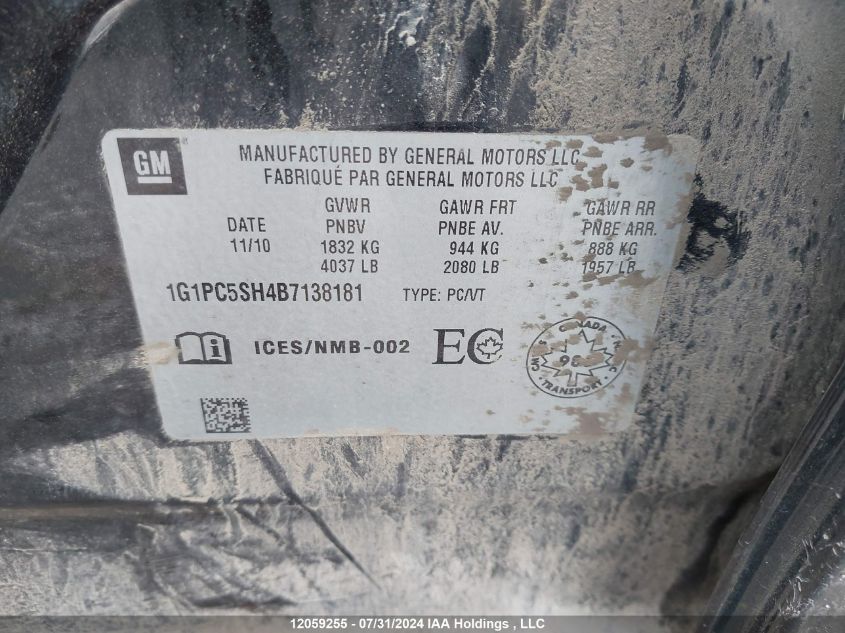 GM
MANUFACTURED BY GENERAL MOTORS LLC
FABRIQUÉ PAR GENERAL MOTORS LLC
GVWR GAWR FRT GAWR RR
DATE PNBV PNBE AV. PNBE ARR.
11/10 1832 KG 944 KG 888 KG
4037 LB 2080 LB 1957 LB
1G1PC5SH4B7138181 TYPE: PC/VT
ICES/NMB-002 EC
CANADA
TRANSPORT
12059255 - 07/31/2024 IAA Holdings , LLC